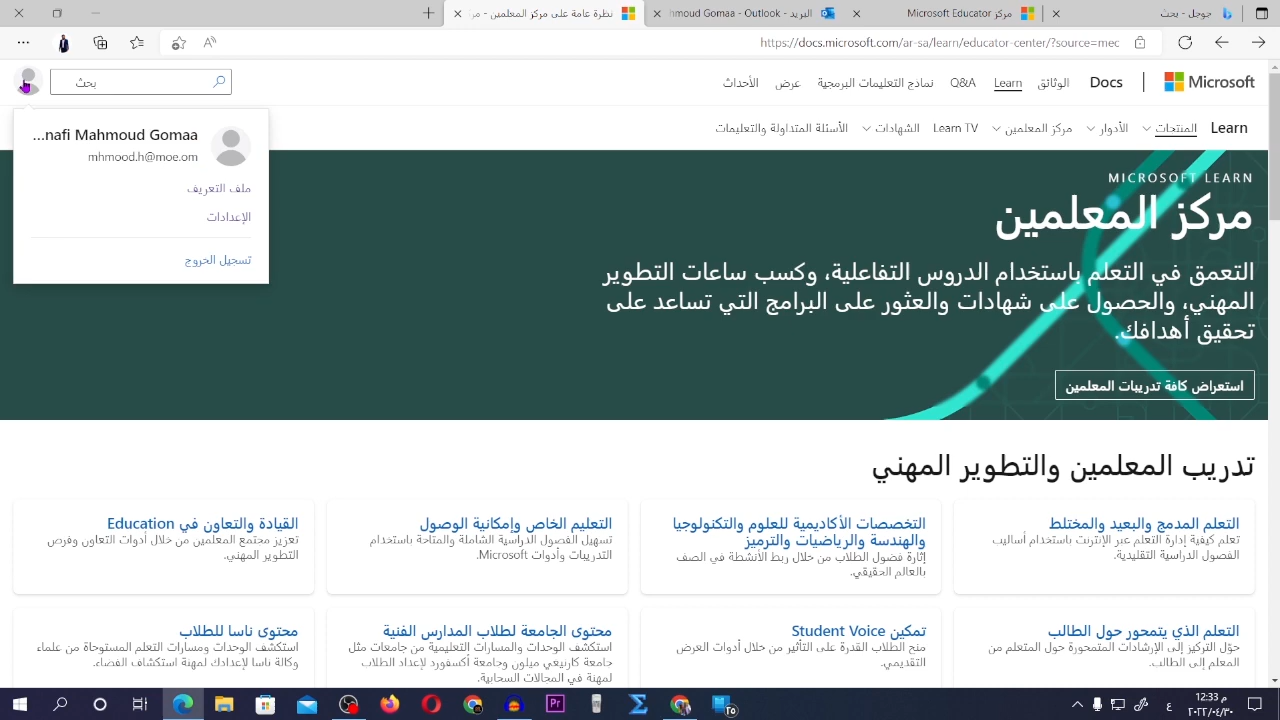 جوجل - بحث
مركز Microsoft Educator
hmoud Gomaa - Outlook - البريد
نظرة عامة على مركز المعلمين - مر
https://docs.microsoft.com/ar-sa/learn/educator-center/?source=mec
Microsoft
Docs
الوثائق
Learn
Q&A
نماذج التعليمات البرمجية
عرض
الأحداث
بحث
Learn
المنتجات
الأدوار
مركز المعلمين
Learn TV
الشهادات
الأسئلة المتداولة والتعليمات
...nafi Mahmoud Gomaa
mhmood.h@moe.om
ملف التعريف
الإعدادات
تسجيل الخروج
MICROSOFT LEARN
مركز المعلمين
التعمق في التعلم باستخدام الدروس التفاعلية، وكسب ساعات التطوير
المهني، والحصول على شهادات والعثور على البرامج التي تساعد على
تحقيق أهدافك.
استعراض كافة تدريبات المعلمين
تدريب المعلمين والتطوير المهني
التعلم المدمج والبعيد والمختلط
تعلم كيفية إدارة التعلم عبر الإنترنت باستخدام أساليب
الفصول الدراسية التقليدية.
التخصصات الأكاديمية للعلوم والتكنولوجيا
والهندسة والرياضيات والترميز
إثارة فضول الطلاب من خلال ربط الأنشطة في الصف
بالعالم الحقيقي.
التعليم الخاص وإمكانية الوصول
تسهيل الفصول الدراسية الشاملة والمتاحة باستخدام
التدريبات وأدوات Microsoft.
القيادة والتعاون في Education
تعزيز مجتمع المعلمين من خلال أدوات التعاون وفرص
التطوير المهني.
التعلم الذي يتمحور حول الطالب
حوّل التركيز إلى الإرشادات المتمحورة حول المتعلم من
المعلم إلى الطالب.
تمكين Student Voice
منح الطلاب القدرة على التأثير من خلال أدوات العرض
التقديمي.
محتوى الجامعة لطلاب المدارس الفنية
استكشف الوحدات ومسارات التعليمية من جامعات مثل
جامعة كارنيغي ميلون وجامعة أكسفورد لإعداد الطلاب
لمهنة في المجالات السحابية.
محتوى ناسا للطلاب
استكشف الوحدات ومسارات التعلم المستوحاة من علماء
وكالة ناسا لإعدادك لمهنة استكشاف الفضاء.
ع
12:33 م
٢٠٢٢/٠٤/٣٠